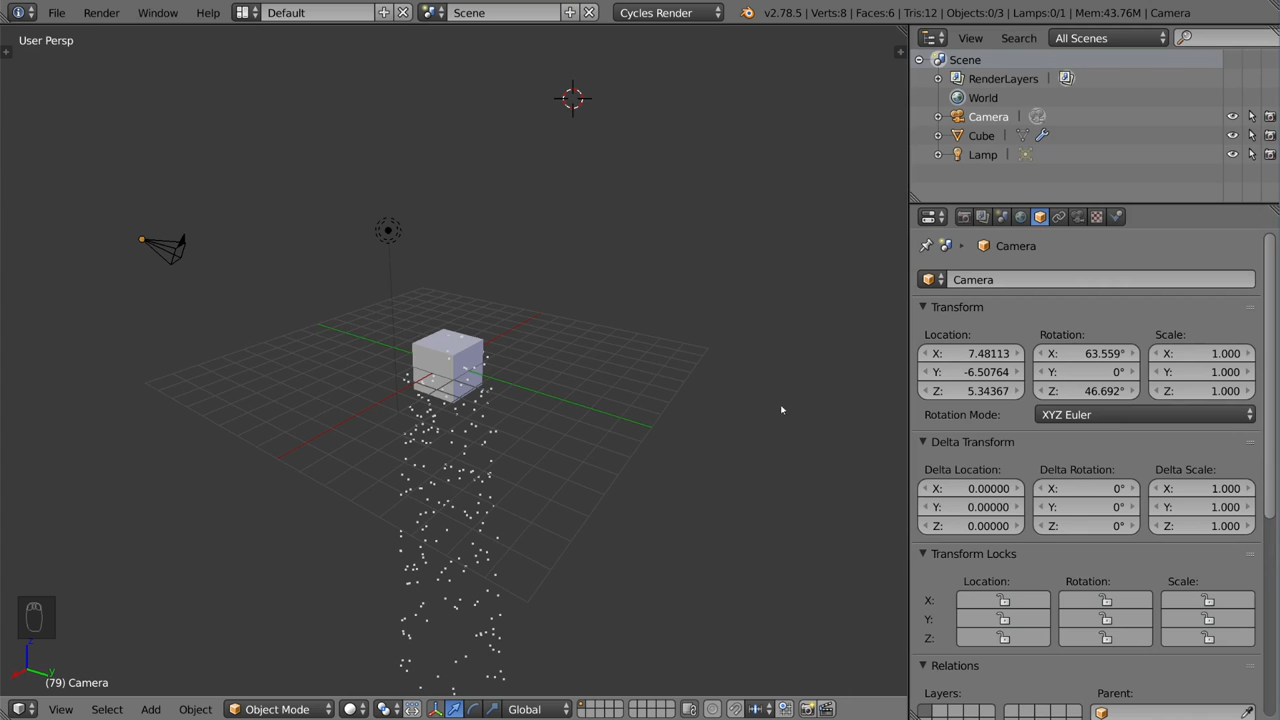 File Render Window Help Default Scene Cycles Render v2.78.5 | Verts:8 | Faces:6 | Tris:12 | Objects:0/3 | Lamps:0/1 | Mem:43.76M | Camera
User Persp
View Search All Scenes
Scene
RenderLayers
World
Camera
Cube
Lamp
Camera
Camera
Transform
Location: Rotation: Scale:
X: 7.48113 X: 63.559° X: 1.000
Y: -6.50764 Y: 0° Y: 1.000
Z: 5.34367 Z: 46.692° Z: 1.000
Rotation Mode: XYZ Euler
Delta Transform
Delta Location: Delta Rotation: Delta Scale:
X: 0.00000 X: 0° X: 1.000
Y: 0.00000 Y: 0° Y: 1.000
Z: 0.00000 Z: 0° Z: 1.000
Transform Locks
Location: Rotation: Scale:
X:
Y:
Z:
Relations
Layers: Parent:
z
y
(79) Camera
View Select Add Object Object Mode Global